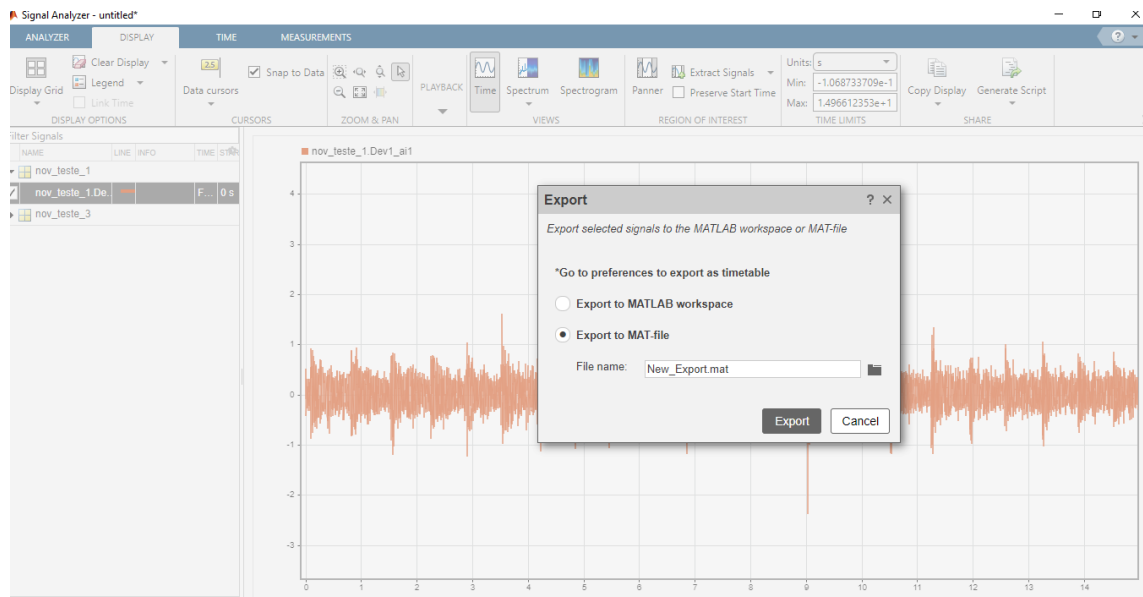 Signal Analyzer - untitled*
ANALYZER DISPLAY TIME MEASUREMENTS
Display Grid
Clear Display
Legend
Link Time
DISPLAY OPTIONS
2.5
Data cursors
Snap to Data
CURSORS
ZOOM & PAN
PLAYBACK
Time
Spectrum
Spectrogram
VIEWS
Panner
Extract Signals
Preserve Start Time
REGION OF INTEREST
Units: s
Min: -1.068733709e-1
Max: 1.496612353e+1
TIME LIMITS
Copy Display
Generate Script
SHARE
?
Filter Signals
NAME LINE INFO TIME
nov_teste_1
nov_teste_1.De.. F... 0 s
nov_teste_3
nov_teste_1.Dev1_ai1
4
3
2
1
0
-1
-2
-3
0 1 2 3 4 5 6 7 8 9 10 11 12 13 14
Export ? ×
Export selected signals to the MATLAB workspace or MAT-file
*Go to preferences to export as timetable
Export to MATLAB workspace
Export to MAT-file
File name: New_Export.mat
Export Cancel